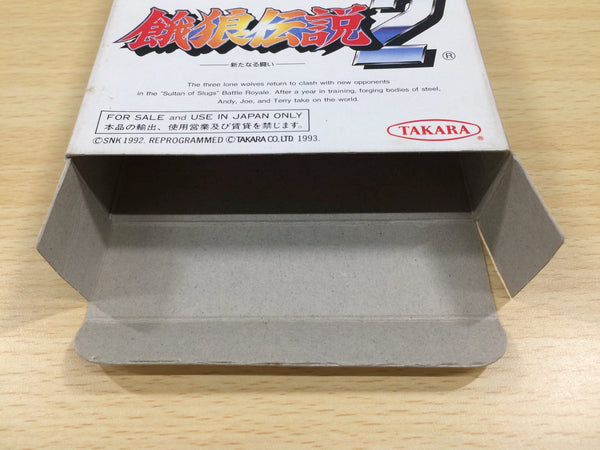 餓狼伝説2
®
新たなる闘い
The three lone wolves return to clash with new opponents
in the "Sultan of Slugs" Battle Royale. After a year in training, forging bodies of steel,
Andy, Joe, and Terry take on the world.
FOR SALE and USE IN JAPAN ONLY
本品の輸出、使用営業及び賃貸を禁じます。
TAKARA®
©SNK 1992. REPROGRAMMED ©TAKARA CO.,LTD 1993.